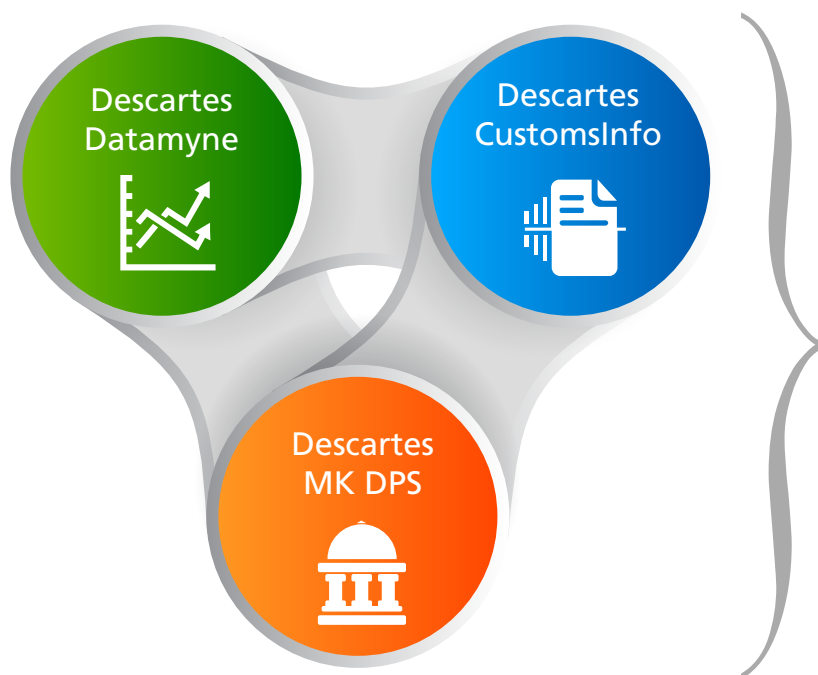 Descartes
Datamyne
Descartes
CustomsInfo
Descartes
MK DPS